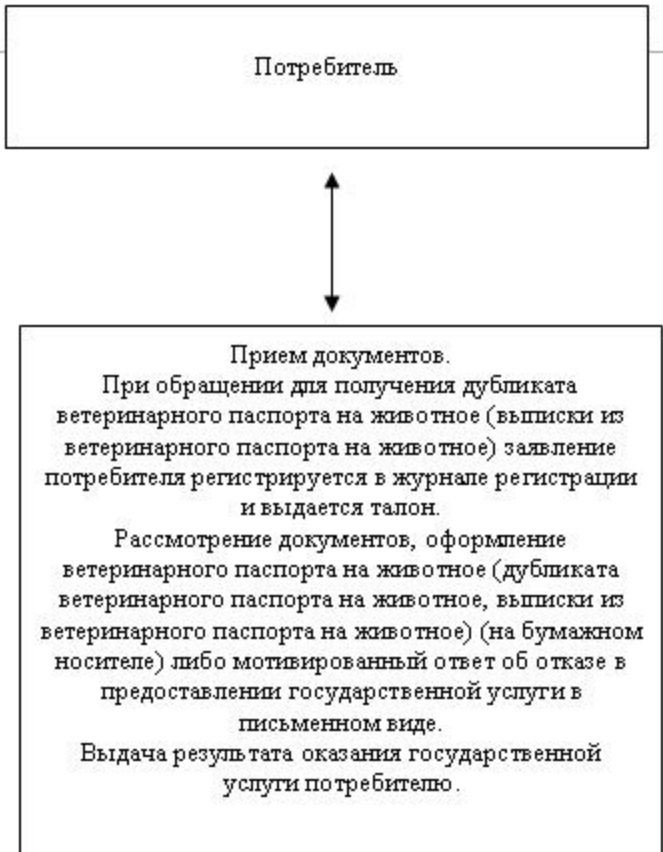 Потребитель
Прием документов.
При обращении для получения дубликата
ветеринарного паспорта на животное (выписки из
ветеринарного паспорта на животное) заявление
потребителя регистрируется в журнале регистрации
и выдается талон.
Рассмотрение документов, оформление
ветеринарного паспорта на животное (дубликата
ветеринарного паспорта на животное, выписки из
ветеринарного паспорта на животное) (на бумажном
носителе) либо мотивированный ответ об отказе в
предоставлении государственной услуги в
письменном виде.
Выдача результата оказания государственной
услуги потребителю.